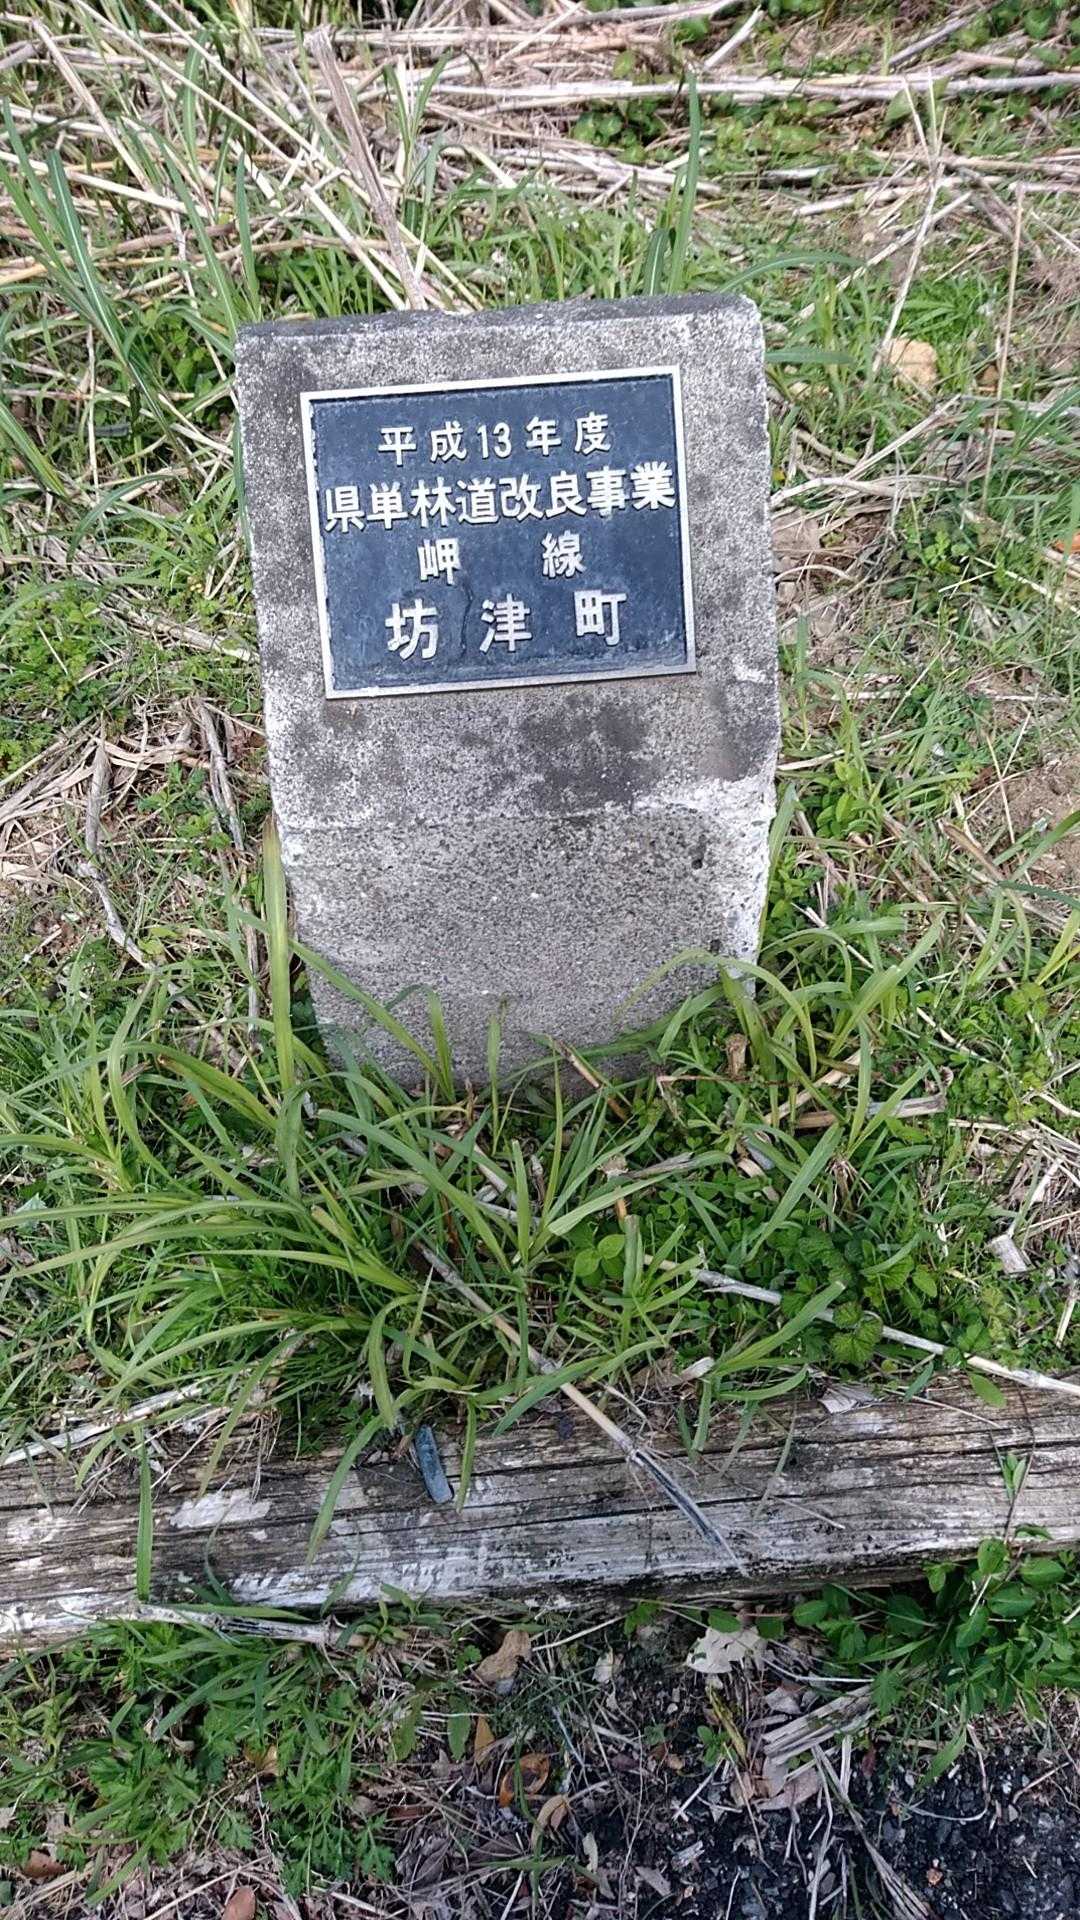 平成13年度
県単林道改良事業
岬線
坊津町